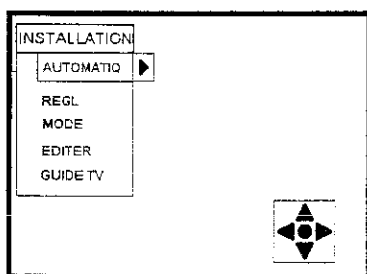 INSTALLATION
AUTOMATIQ
REGL
MODE
EDITER
GUIDE TV